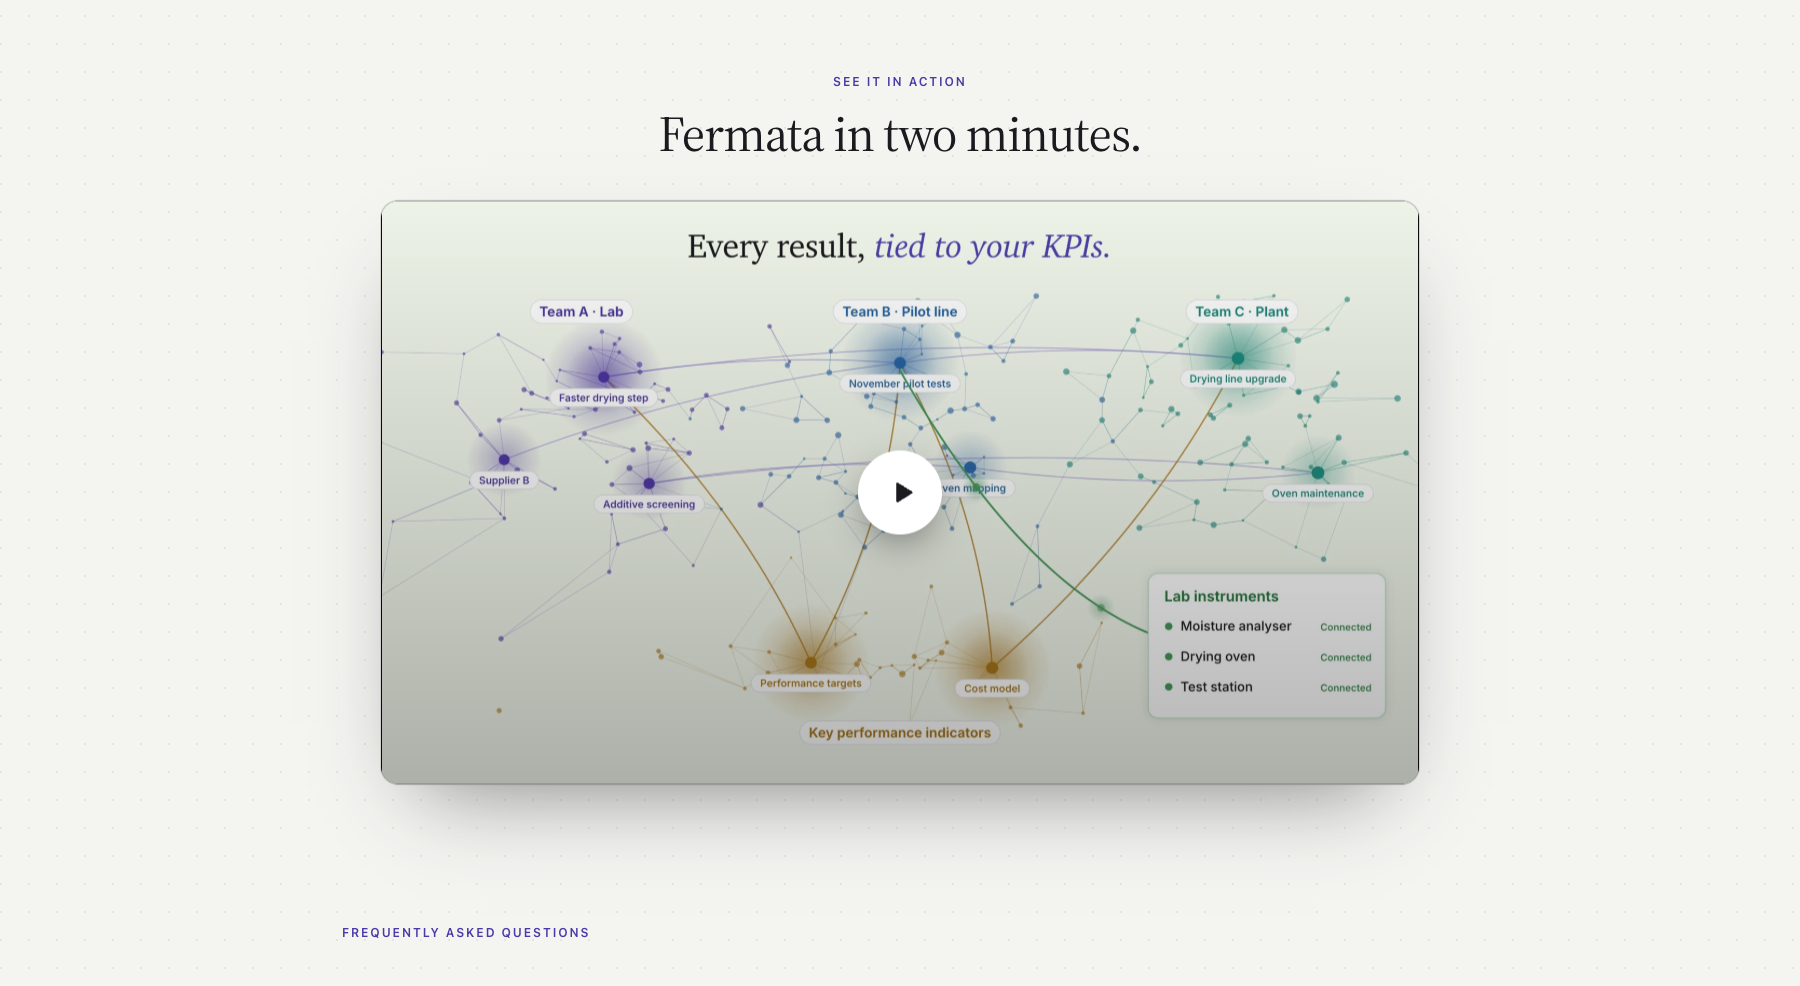 SEE IT IN ACTION
Fermata in two minutes.
Every result, tied to your KPIs.
Team A · Lab
Team B · Pilot line
Team C · Plant
Faster drying step
November pilot tests
Drying line upgrade
Supplier B
Additive screening
ven mapping
Oven maintenance
Lab instruments
Moisture analyser Connected
Drying oven Connected
Test station Connected
Performance targets
Cost model
Key performance indicators
FREQUENTLY ASKED QUESTIONS